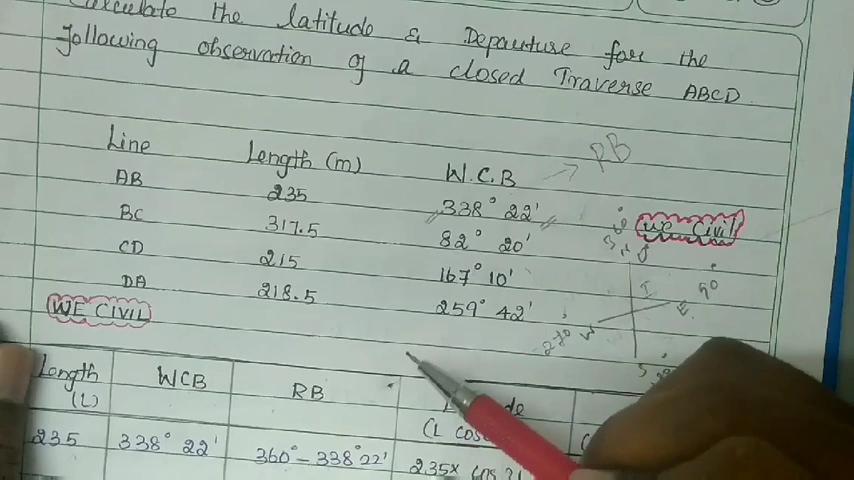 Calculate the latitude & Departure for the
following observation of a closed Traverse ABCD
Line Length (m) W.C.B RB
AB 235 338° 22'
BC 317.5 82° 20'
CD 215 167° 10'
DA 218.5 259° 42'
UP Civil
I 90
E
270 W
S
WE CIVIL
Length (L) WCB RB
235 338° 22' 360° - 338° 22' 235 x cos